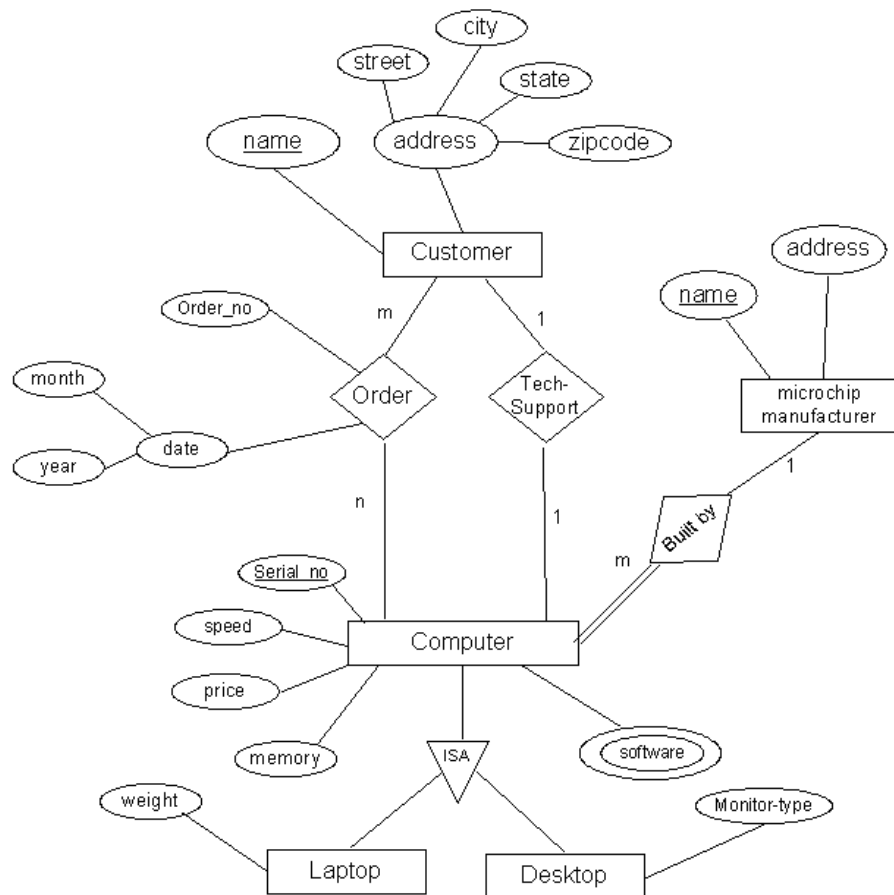 city
street
state
name
address
zipcode
Customer
address
name
Order_no
m
1
month
Order
Tech-
Support
microchip
manufacturer
date
year
1
n
1
Built by
m
Serial_no
speed
Computer
price
memory
ISA
software
weight
Monitor-type
Laptop
Desktop